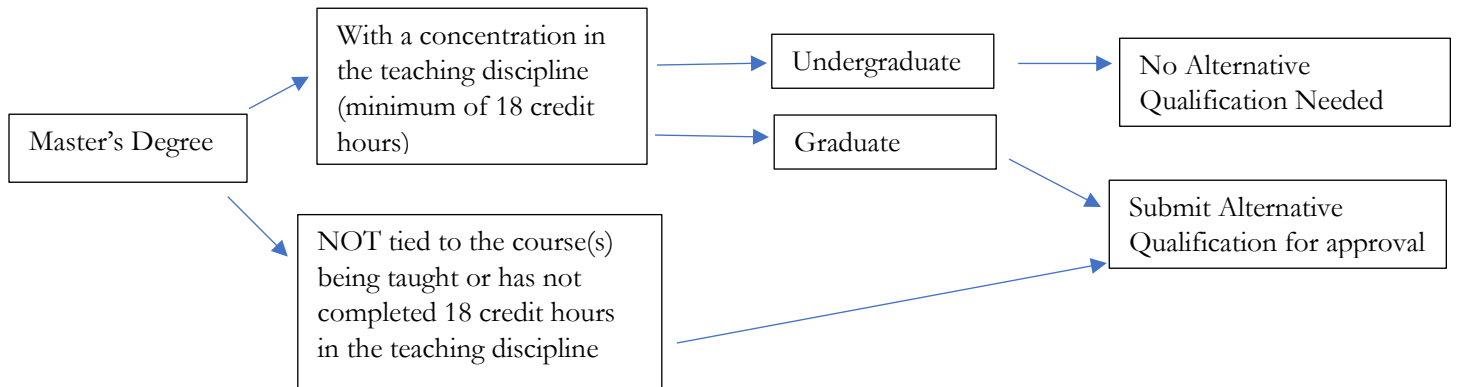 Master’s Degree
With a concentration in
the teaching discipline
(minimum of 18 credit
hours)
Undergraduate
No Alternative
Qualification Needed
Graduate
Submit Alternative
Qualification for approval
NOT tied to the course(s)
being taught or has not
completed 18 credit hours
in the teaching discipline